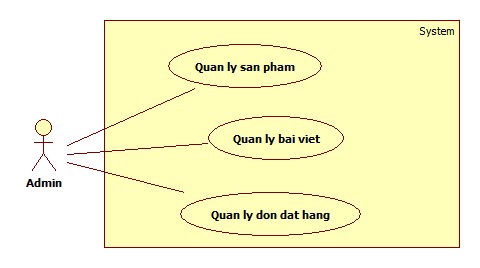 System
Quan ly san pham
Quan ly bai viet
Admin
Quan ly don dat hang